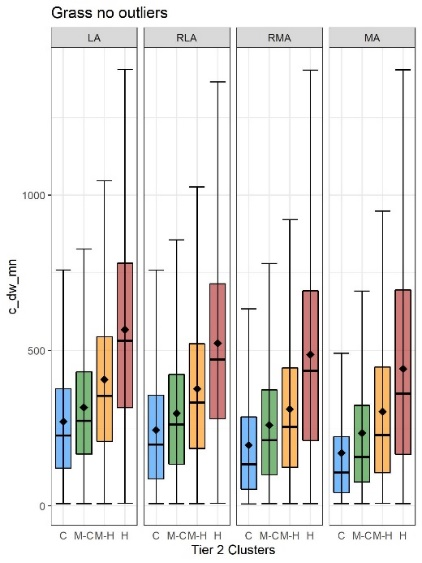 Grass no outliers
LA RLA RMA MA
c_dw_mn
1000
500
0
C M-C M-H H C M-C M-H H C M-C M-H H C M-C M-H H
Tier 2 Clusters